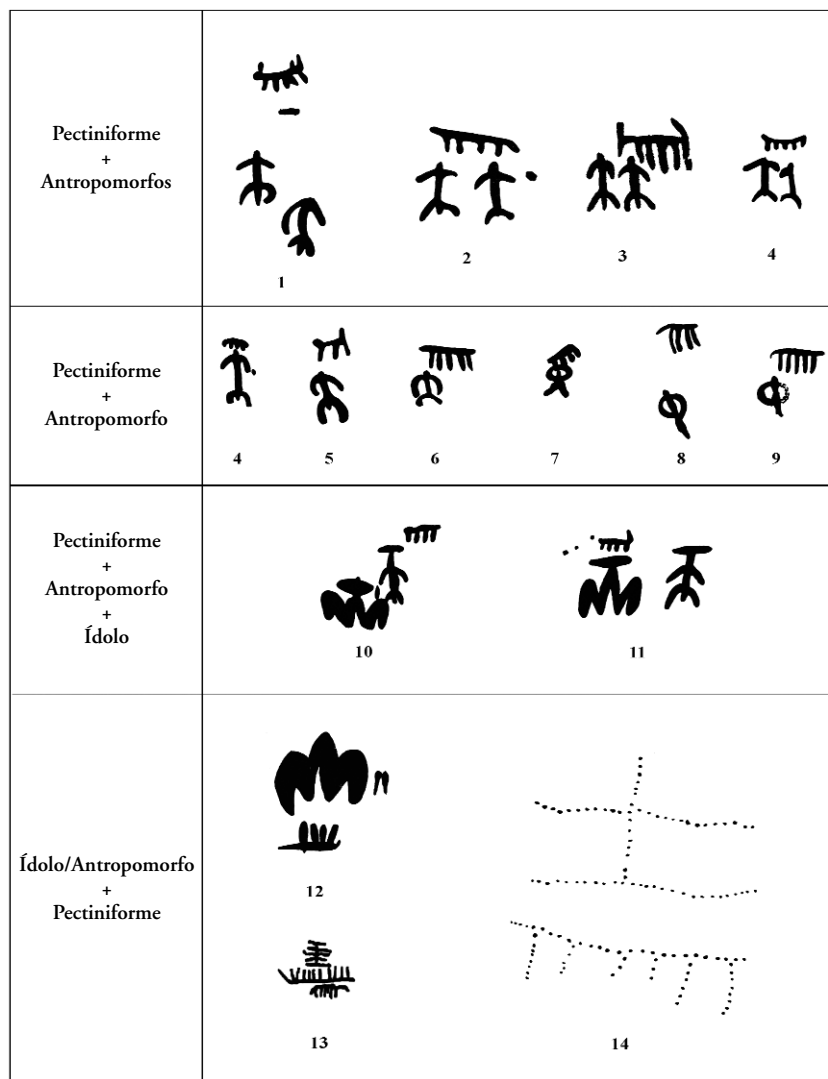 Pectiniforme
+
Antropomorfos
1
2
3
4
Pectiniforme
+
Antropomorfo
4
5
6
7
8
9
Pectiniforme
+
Antropomorfo
+
Ídolo
10
11
Ídolo/Antropomorfo
+
Pectiniforme
12
13
14